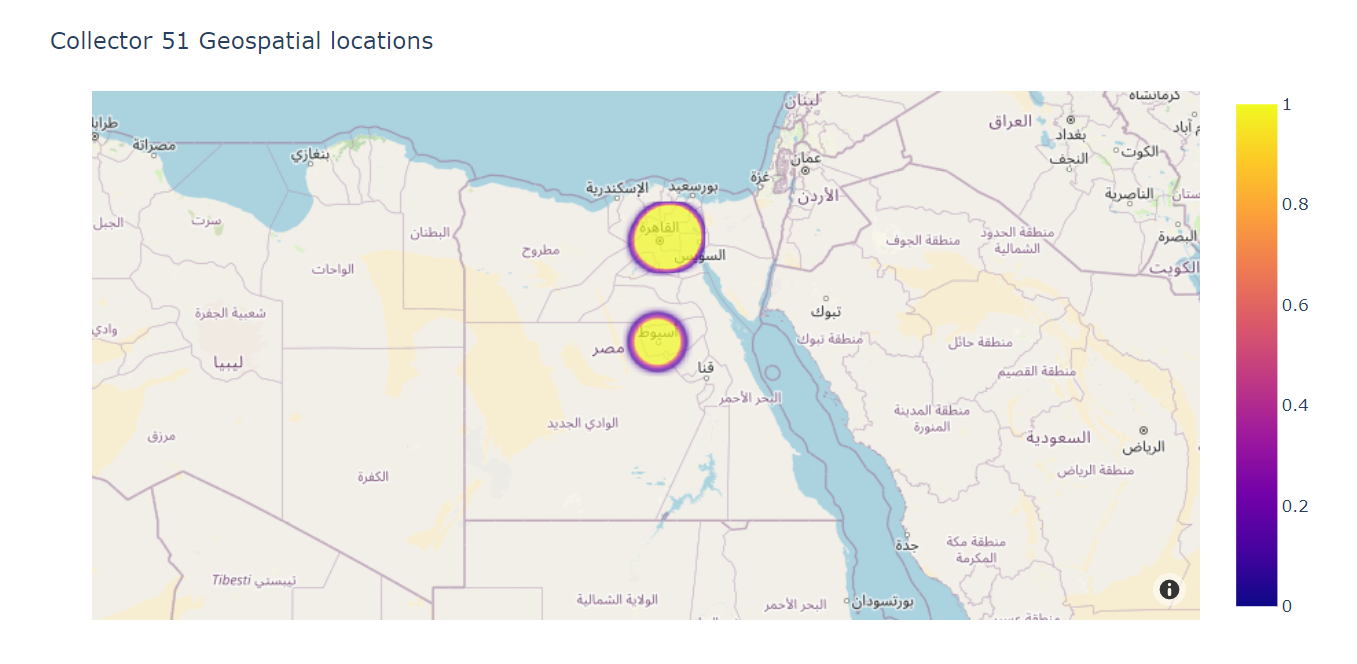 Collector 51 Geospatial locations
لبنان
كرمانشاه
العراق
بغداد
مصراتة
بنغازي
النجف
الكوت
عمان
غزة
الإسكندرية
بورسعيد
الأردن
الناصرية
الجبل
سرت
البطنان
مطروح
القاهرة
السويس
منطقة الجوف
منطقة الحدود
الشمالية
البصرة
الكويت
الواحات
شعبية الجفرة
تبوك
وادي
ليبيا
مصر
أسيوط
قنا
منطقة تبوك
منطقة حائل
منطقة القصيم
البحر الأحمر
منطقة المدينة
المنورة
الوادي الجديد
مرزق
الكفرة
السعودية
الرياض
منطقة الرياض
جدة
منطقة مكة
المكرمة
Tibesti تيبستي
الولاية الشمالية
البحر الأحمر
بورتسودان
1
0.8
0.6
0.4
0.2
0